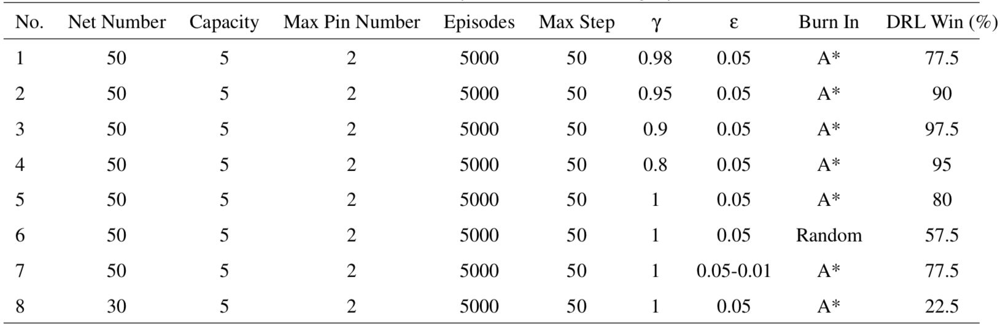 No. Net Number Capacity Max Pin Number Episodes Max Step γ ε Burn In DRL Win (%)
1 50 5 2 5000 50 0.98 0.05 A* 77.5
2 50 5 2 5000 50 0.95 0.05 A* 90
3 50 5 2 5000 50 0.9 0.05 A* 97.5
4 50 5 2 5000 50 0.8 0.05 A* 95
5 50 5 2 5000 50 1 0.05 A* 80
6 50 5 2 5000 50 1 0.05 Random 57.5
7 50 5 2 5000 50 1 0.05-0.01 A* 77.5
8 30 5 2 5000 50 1 0.05 A* 22.5